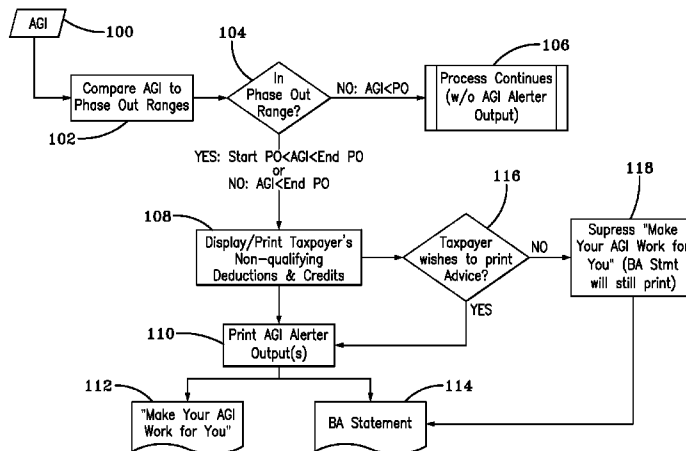 AGI
100
104
106
Compare AGI to
Phase Out Ranges
102
In
Phase Out
Range?
NO: AGI<PO
Process Continues
(w/o AGI Alerter
Output)
YES: Start PO<AGI<End PO
or
NO: AGI<End PO
116
118
108
Display/Print Taxpayer's
Non-qualifying
Deductions & Credits
Taxpayer
wishes to print
Advice?
NO
Supress "Make
Your AGI Work for
You" (BA Stmt
will still print)
YES
110
Print AGI Alerter
Output(s)
112
114
"Make Your AGI
Work for You"
BA Statement